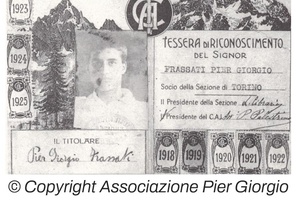 1923
1924
1925
CAI
TESSERA DI RICONOSCIMENTO
DEL SIGNOR
FRASSATI PIER GIORGIO
Socio della Sezione di TORINO
Il Presidente della Sezione
Presidente del C.A.I.
IL TITOLARE
Pier Giorgio Frassati
1918
1919
1920
1921
1922
© Copyright Associazione Pier Giorgio